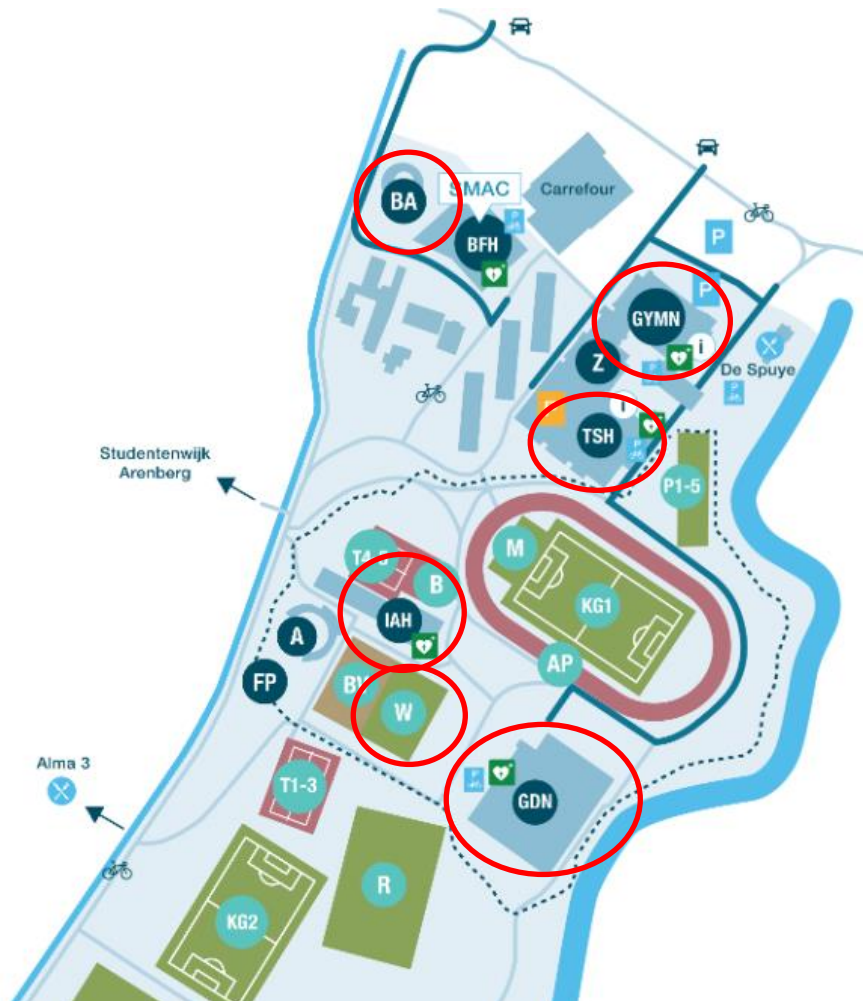 BA
SMAC
Carrefour
BFH
P
P
GYMN
i
Z
De Spuye
i
TSH
P1-5
Studentenwijk
Arenberg
M
B
KG1
IAH
A
AP
FP
W
Alma 3
T1-3
GDN
R
KG2